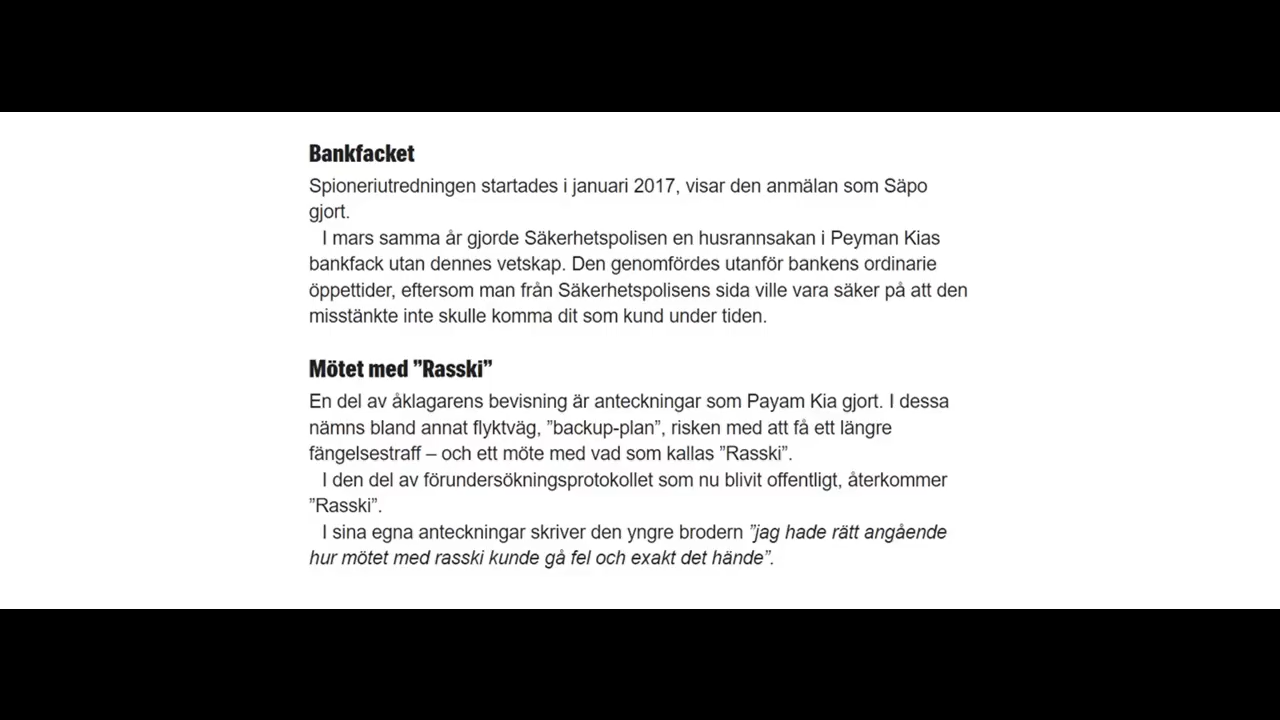 Bankfacket
Spioneriutredningen startades i januari 2017, visar den anmälan som Säpo
gjort.
I mars samma år gjorde Säkerhetspolisen en husrannsakan i Peyman Kias
bankfack utan dennes vetskap. Den genomfördes utanför bankens ordinarie
öppettider, eftersom man från Säkerhetspolisens sida ville vara säker på att den
misstänkte inte skulle komma dit som kund under tiden.
Mötet med ”Rasski”
En del av åklagarens bevisning är anteckningar som Payam Kia gjort. I dessa
nämns bland annat flyktväg, ”backup-plan”, risken med att få ett längre
fängelsestraff – och ett möte med vad som kallas ”Rasski”.
I den del av förundersökningsprotokollet som nu blivit offentligt, återkommer
”Rasski”.
I sina egna anteckningar skriver den yngre brodern ”jag hade rätt angående
hur mötet med rasski kunde gå fel och exakt det hände”.